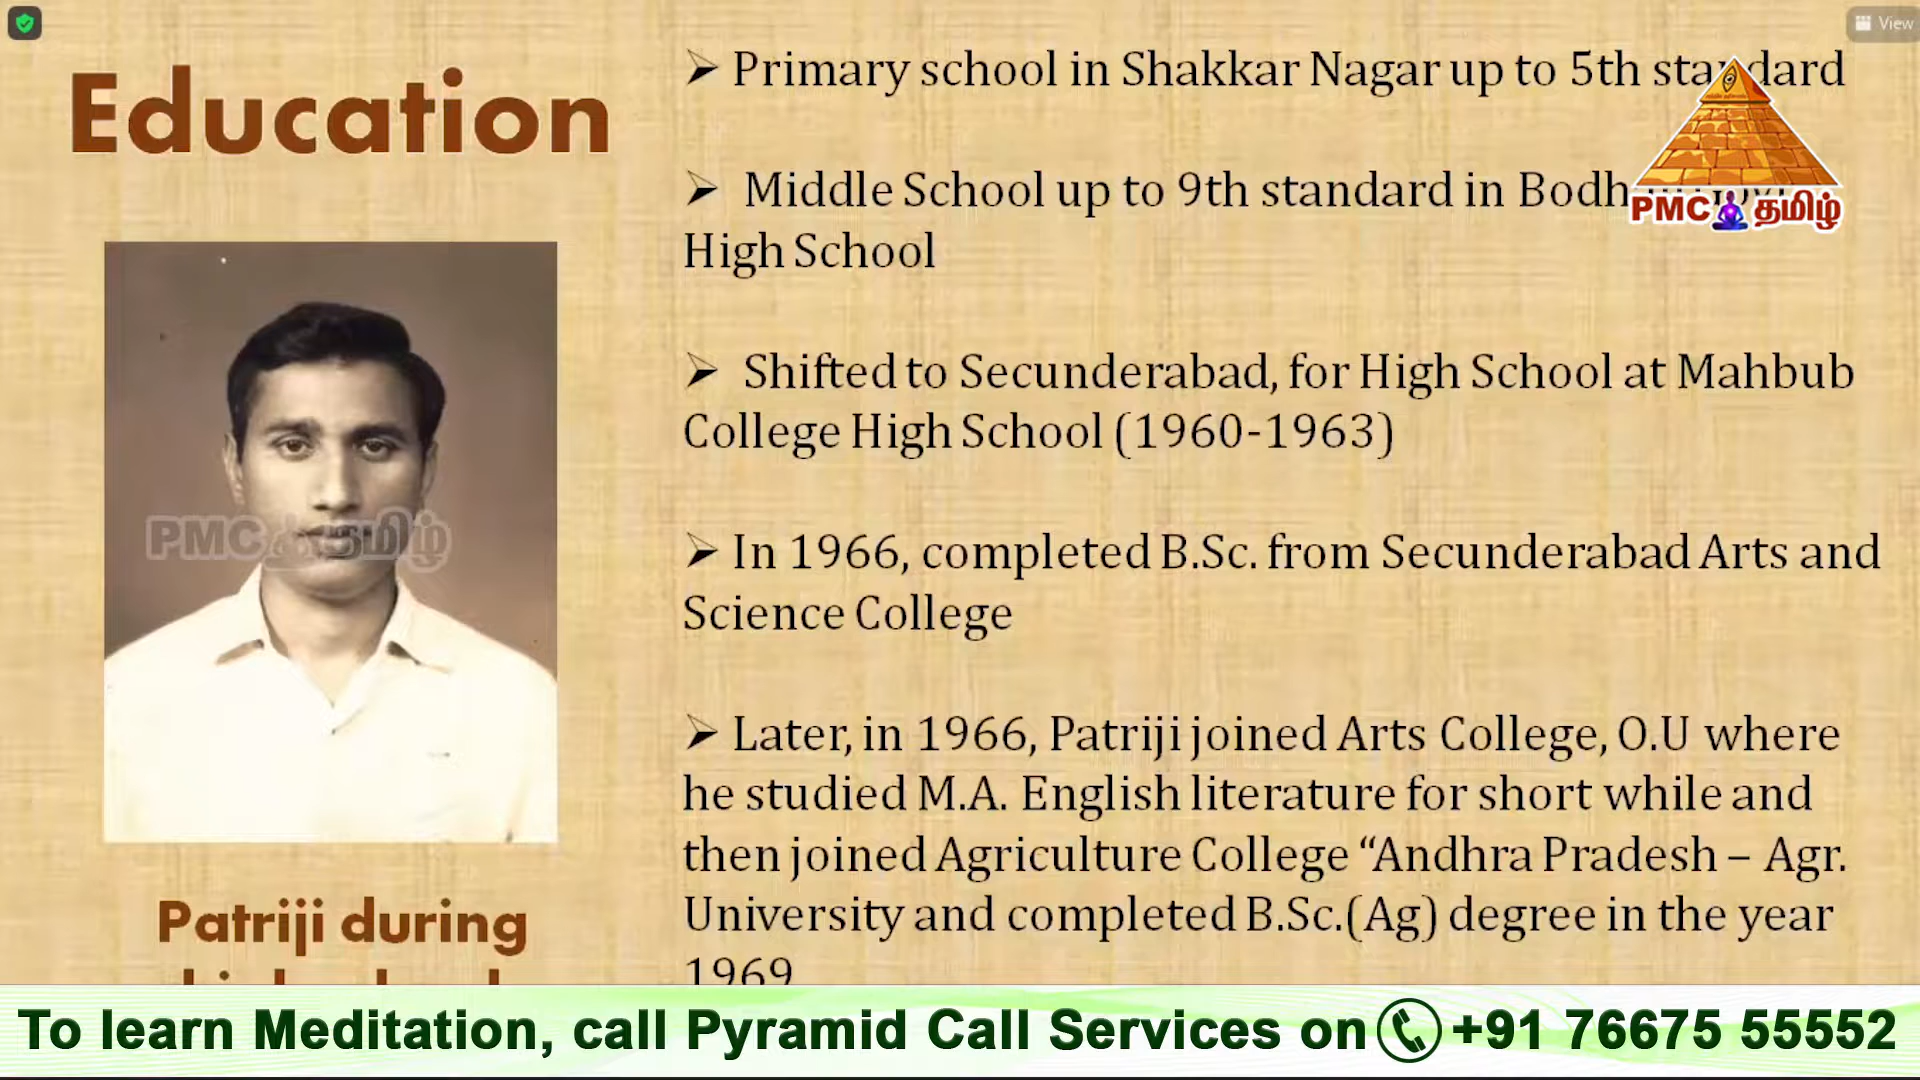 View
Education
➢ Primary school in Shakkar Nagar up to 5th standard
➢ Middle School up to 9th standard in
High School
➢ Shifted to Secunderabad, for High School at Mahbub
College High School (1960-1963)
➢ In 1966, completed B.Sc. from Secunderabad Arts and
Science College
➢ Later, in 1966, Patriji joined Arts College, O.U where
he studied M.A. English literature for short while and
then joined Agriculture College “Andhra Pradesh – Agr.
University and completed B.Sc.(Ag) degree in the year
1969
PMC தமிழ்
PMC தமிழ்
Patriji during
To learn Meditation, call Pyramid Call Services on +91 76675 55552